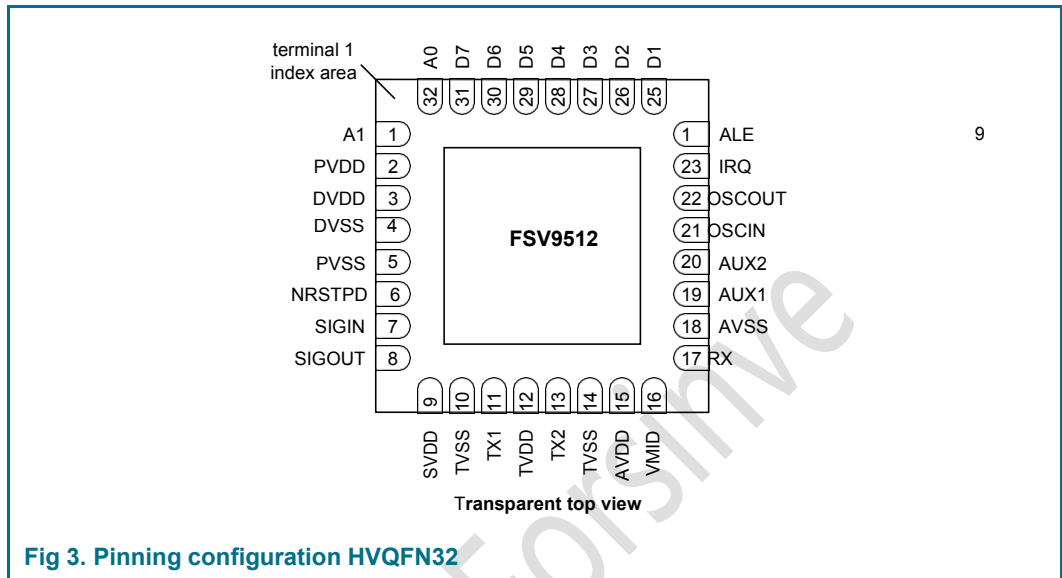 terminal 1
index area
A0 D7 D6 D5 D4 D3 D2 D1
32 31 30 29 28 27 26 25
A1 1
PVDD 2
DVDD 3
DVSS 4
PVSS 5
NRSTPD 6
SIGIN 7
SIGOUT 8
FSV9512
1 ALE 9
23 IRQ
22 OSCOUT
21 OSCIN
20 AUX2
19 AUX1
18 AVSS
17 RX
9 10 11 12 13 14 15 16
SVDD TVSS TX1 TVDD TX2 TVSS AVDD VMID
Transparent top view
Forsinve
Fig 3. Pinning configuration HVQFN32